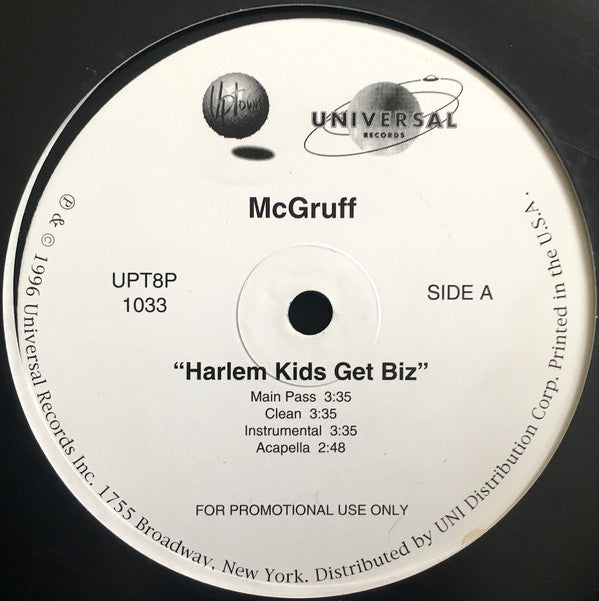 Uptown
UNIVERSAL
RECORDS
McGruff
UPT8P
1033
SIDE A
“Harlem Kids Get Biz”
Main Pass 3:35
Clean 3:35
Instrumental 3:35
Acapella 2:48
FOR PROMOTIONAL USE ONLY
℗ & © 1996 Universal Records Inc. 1755 Broadway, New York. Distributed by UNI Distribution Corp. Printed in the U.S.A.